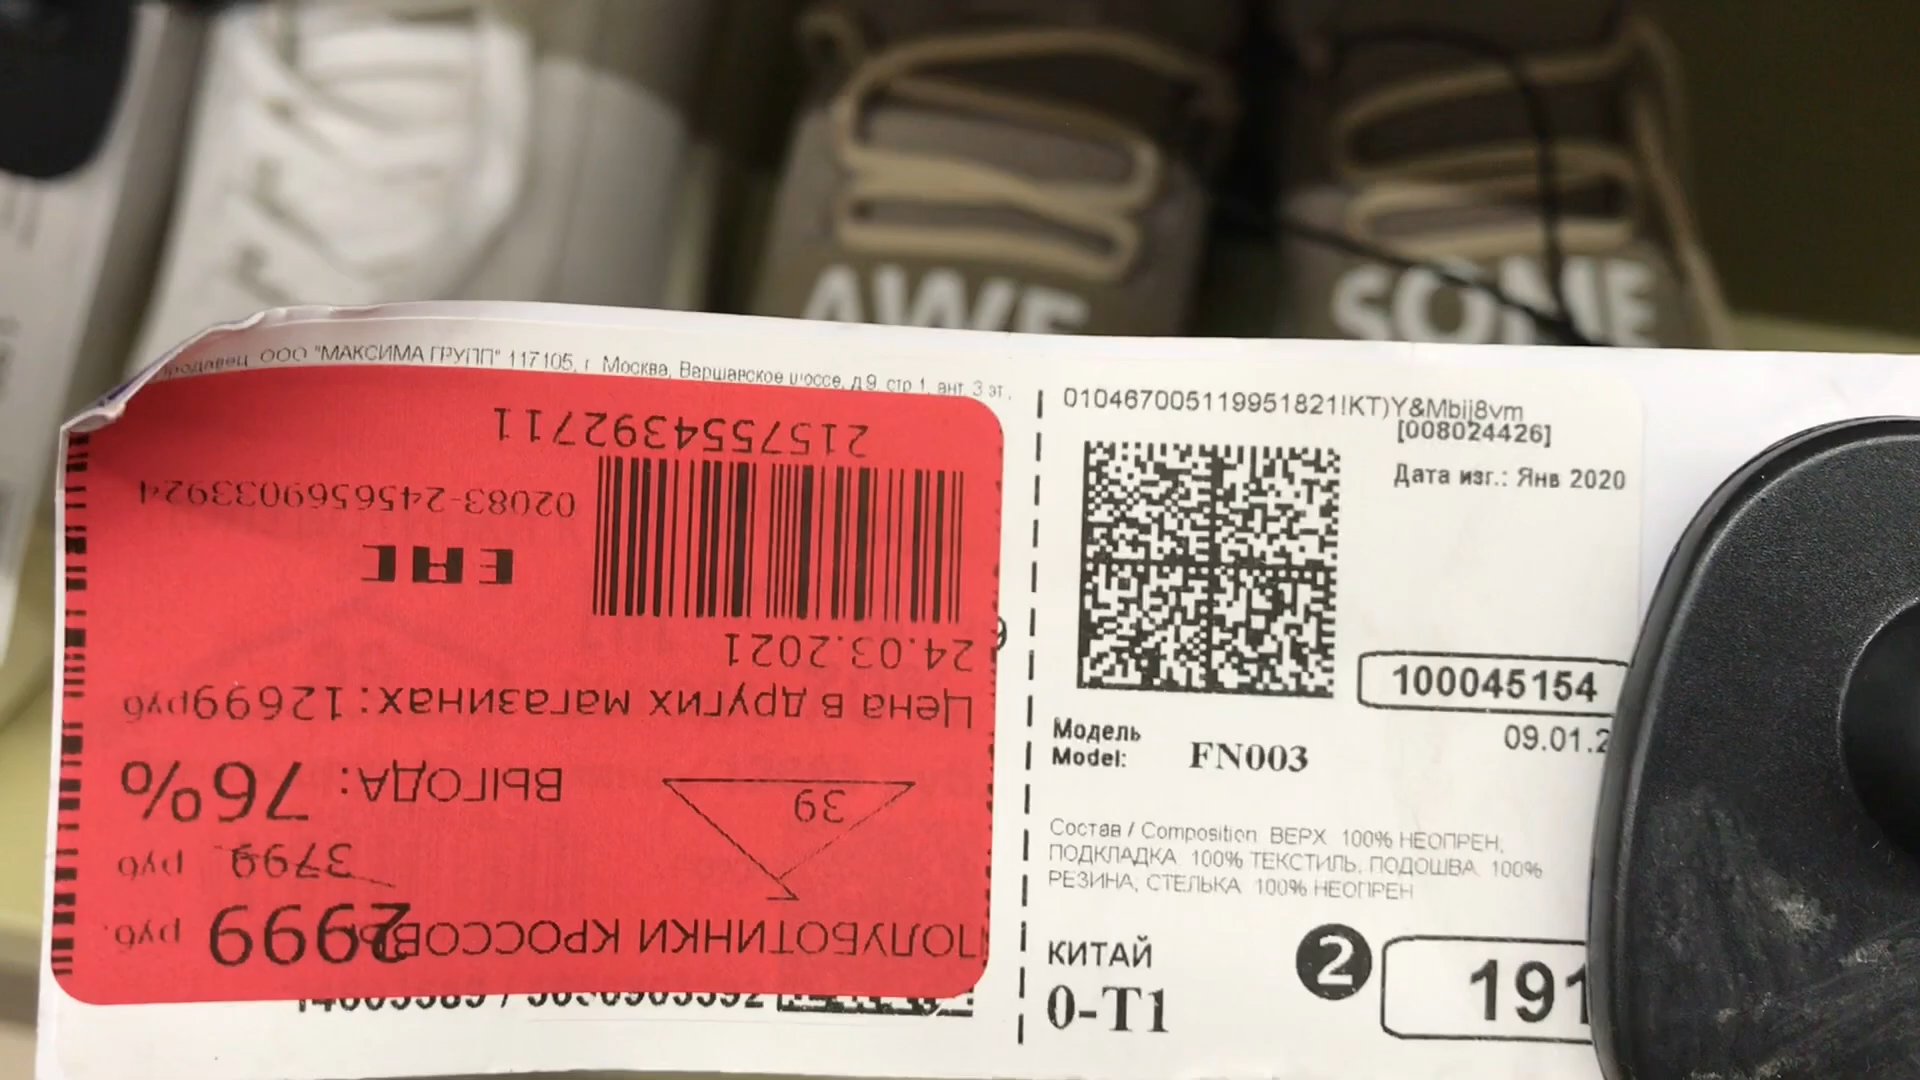 AWE
SOME
Продавец ООО "МАКСИМА ГРУПП" 117105, г Москва, Варшавское шоссе, д 9, стр 1, ант. 3 эт.
ПОЛУБОТИНКИ КРОССОВ
2999 руб.
3799 руб
39
ВЫГОДА: 76%
Цена в других магазинах: 12699руб
24.03.2021
EAC
02083-2456569033924
2157554392711
010467005119951821!KT)Y&Mbij8vm
[008024426]
Дата изг.: Янв 2020
100045154
09.01.2
Модель
Model: FN003
Состав / Composition ВЕРХ 100% НЕОПРЕН,
ПОДКЛАДКА 100% ТЕКСТИЛЬ, ПОДОШВА 100%
РЕЗИНА, СТЕЛЬКА 100% НЕОПРЕН
КИТАЙ
2
191
0-T1